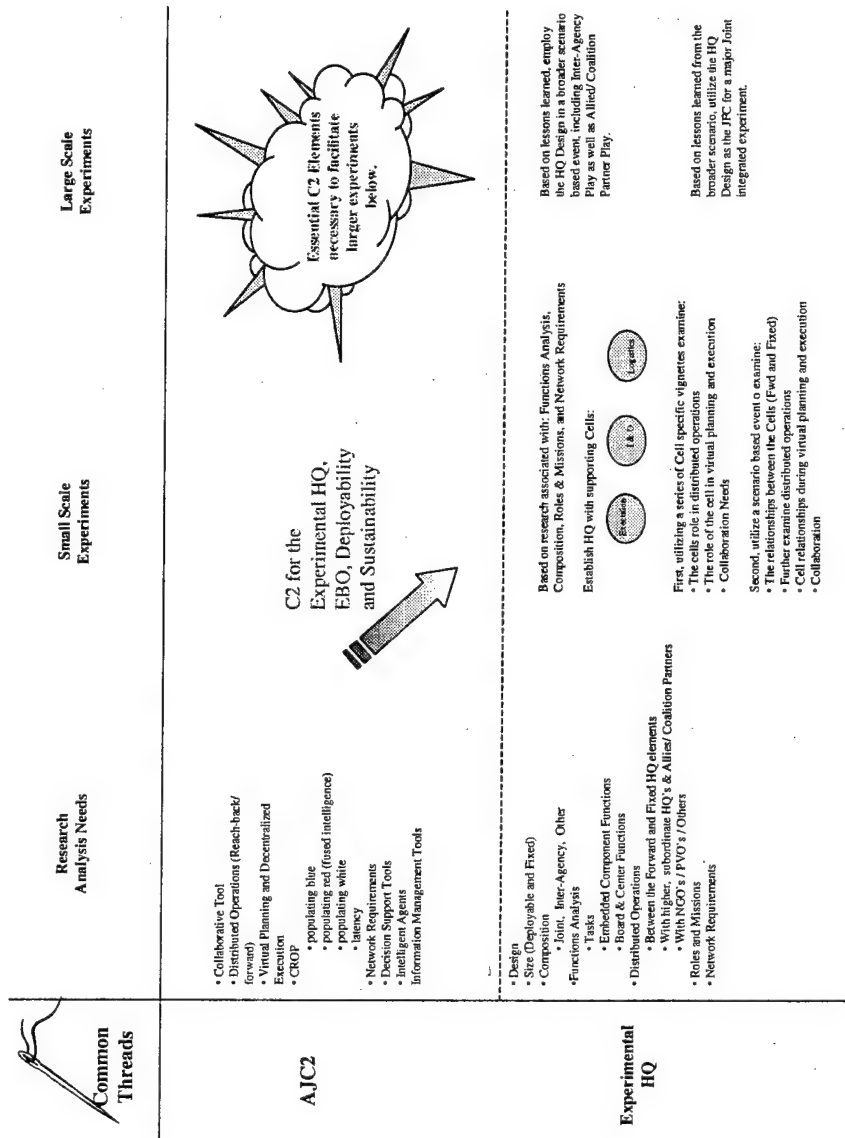 Common
Threads
Research
Analysis Needs
Small Scale
Experiments
Large Scale
Experiments
AJC2
• Collaborative Tool
• Distributed Operations (Reach-back/
forward)
• Virtual Planning and Decentralized
Execution
• CROP
• populating blue
• populating red (fused intelligence)
• populating white
• latency
• Network Requirements
• Decision Support Tools
• Intelligent Agents
Information Management Tools
C2 for the
Experimental HQ,
EBO, Deployability
and Sustainability
Essential C2 Elements
necessary to facilitate
larger experiments
below.
Experimental
HQ
• Design
• Size (Deployable and Fixed)
• Composition
• Joint, Inter-Agency, Other
•Functions Analysis
• Tasks
• Embedded Component Functions
• Board & Center Functions
• Distributed Operations
• Between the Forward and Fixed HQ elements
• With higher, subordinate HQ's & Allies/ Coalition Partners
• With NGO's / PVO's / Others
• Roles and Missions
• Network Requirements
Based on research associated with: Functions Analysis,
Composition, Roles & Missions, and Network Requirements
Establish HQ with supporting Cells:
Execution
I & O
Logistics
First, utilizing a series of Cell specific vignettes examine:
• The cells role in distributed operations
• The role of the cell in virtual planning and execution
• Collaboration Needs
Second, utilize a scenario based event o examine:
• The relationships between the Cells (Fwd and Fixed)
• Further examine distributed operations
• Cell relationships during virtual planning and execution
• Collaboration
Based on lessons learned, employ
the HQ Design in a broader scenario
based event, including Inter-Agency
Play as well as Allied/ Coalition
Partner Play.
Based on lessons learned from the
broader scenario, utilize the HQ
Design as the JFC for a major Joint
integrated experiment.